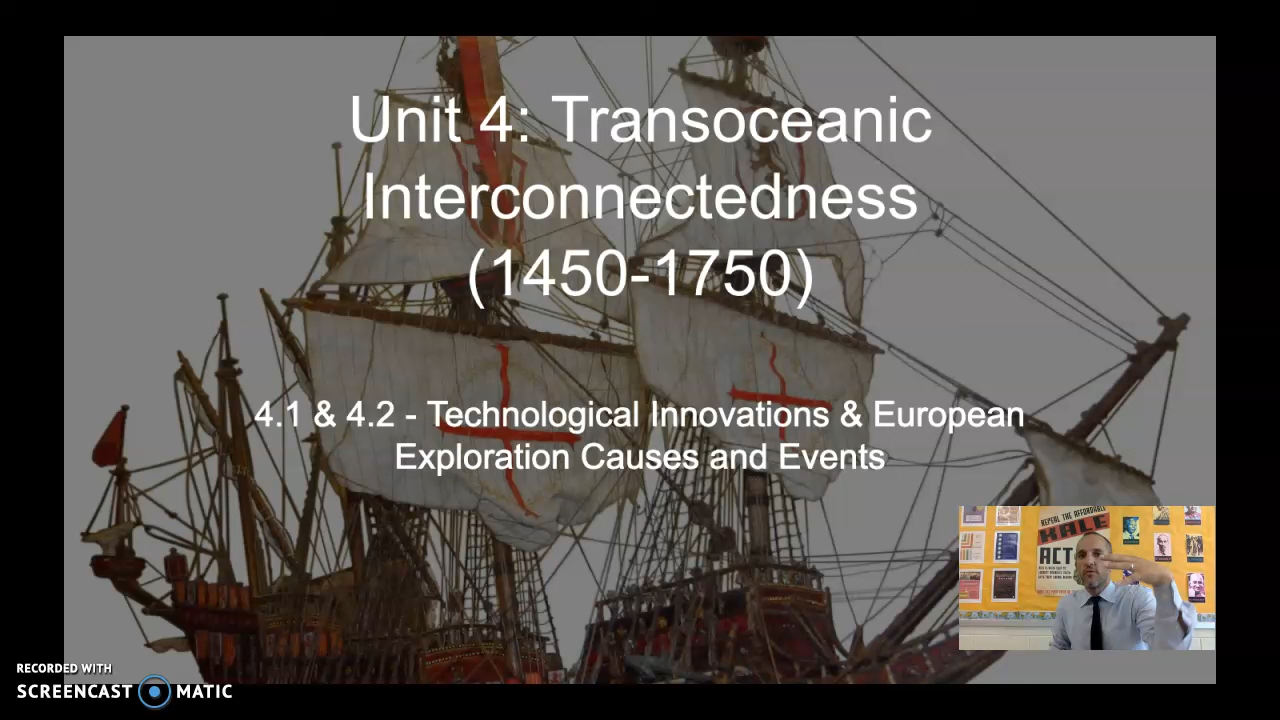 Unit 4: Transoceanic
Interconnectedness
(1450-1750)
4.1 & 4.2 - Technological Innovations & European
Exploration Causes and Events
REPEAL THE AFFORDABLE
KALE
ACT
RECORDED WITH
SCREENCAST MATIC